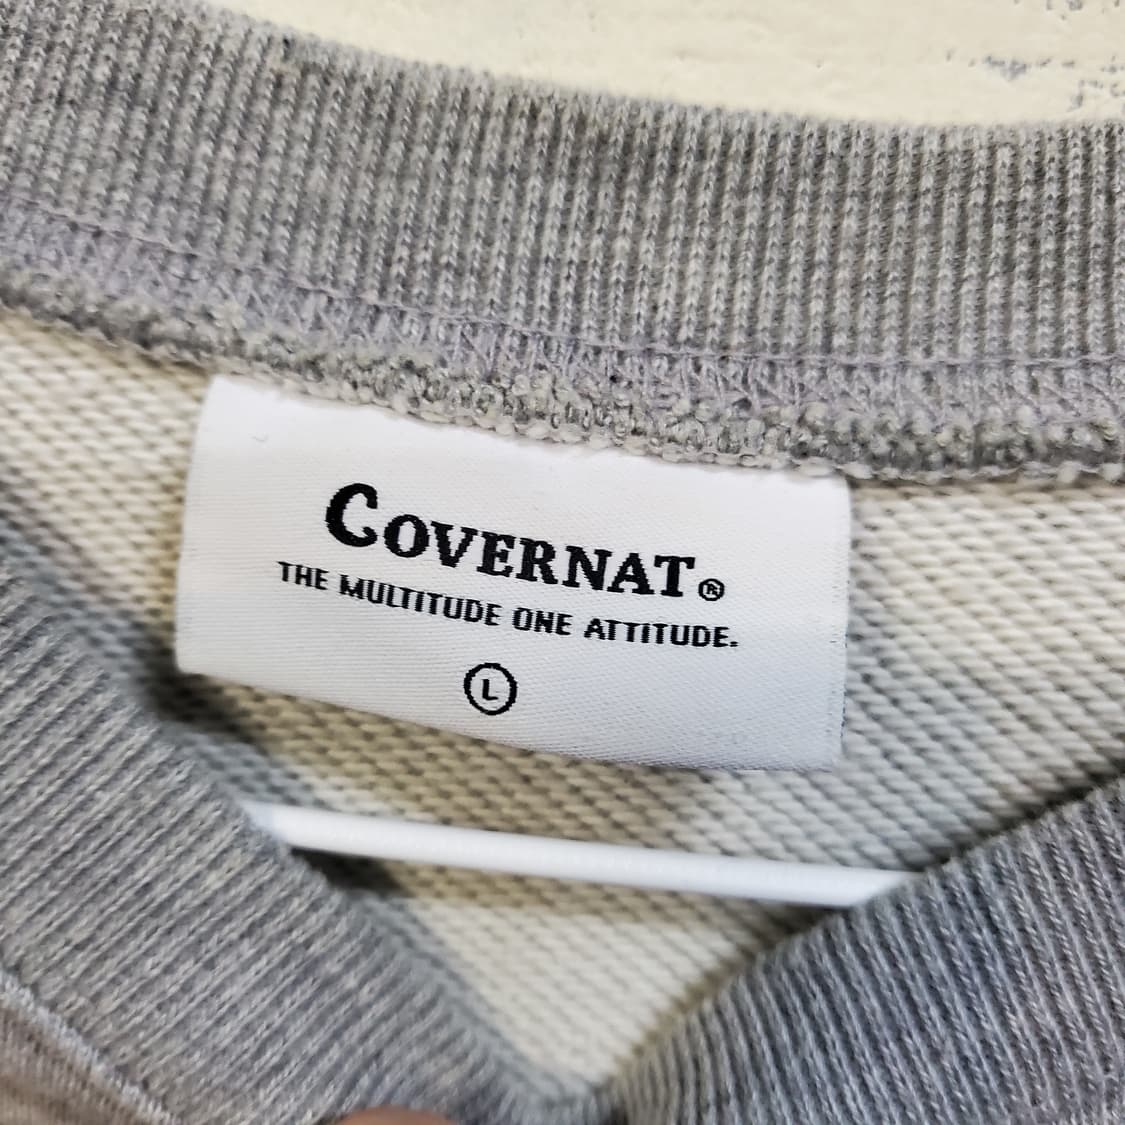 COVERNAT®
THE MULTITUDE ONE ATTITUDE.
L